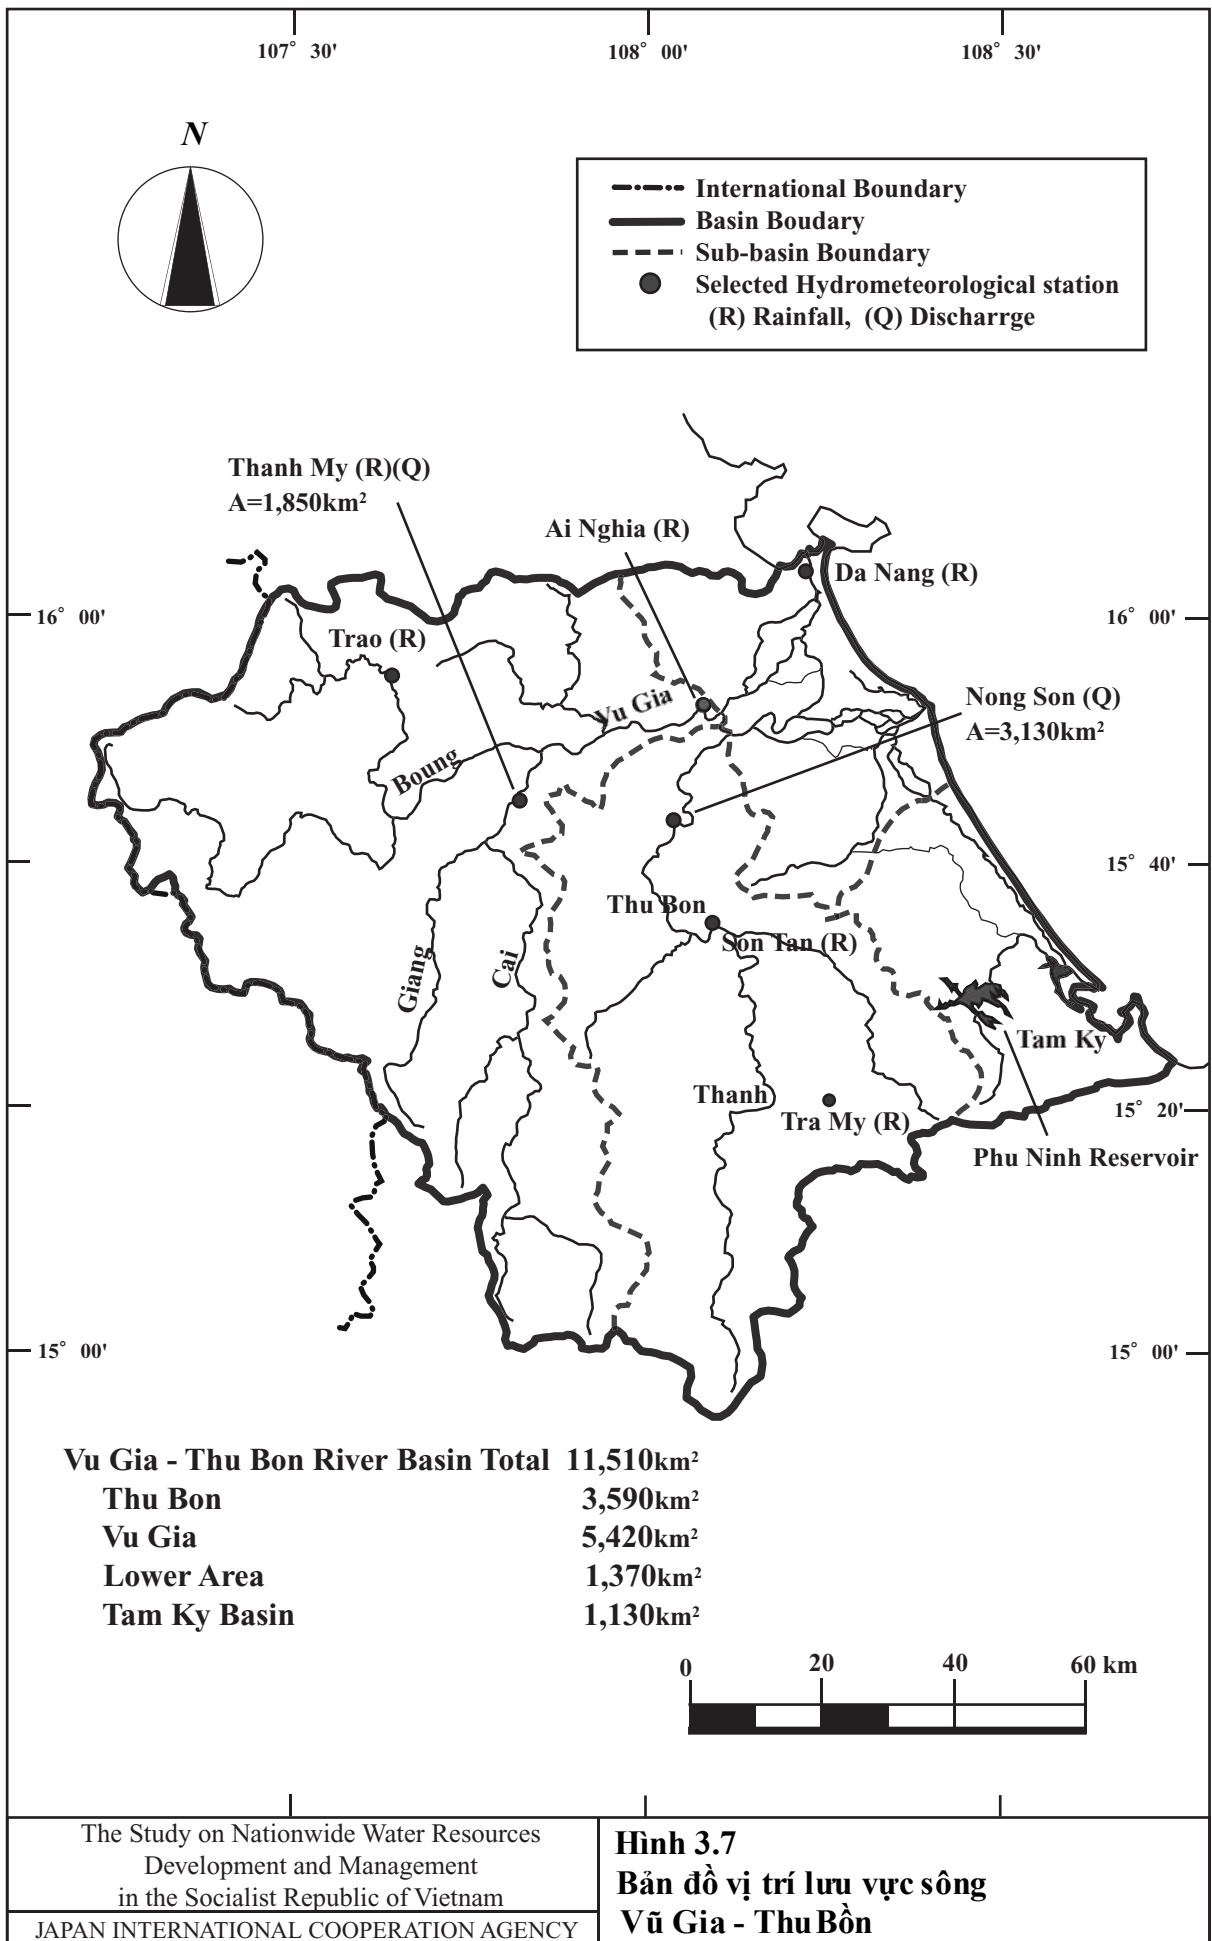 107° 30'
108° 00'
108° 30'
N
International Boundary
Basin Boudary
Sub-basin Boundary
Selected Hydrometeorological station
(R) Rainfall, (Q) Discharrge
Thanh My (R)(Q)
A=1,850km²
Ai Nghia (R)
Da Nang (R)
16° 00'
16° 00'
Trao (R)
Nong Son (Q)
A=3,130km²
Vu Gia
Boung
15° 40'
Thu Bon
Son Tan (R)
Giang
Cai
Tam Ky
Thanh
Tra My (R)
15° 20'
Phu Ninh Reservoir
15° 00'
15° 00'
Vu Gia - Thu Bon River Basin Total 11,510km²
Thu Bon 3,590km²
Vu Gia 5,420km²
Lower Area 1,370km²
Tam Ky Basin 1,130km²
0 20 40 60 km
The Study on Nationwide Water Resources
Development and Management
in the Socialist Republic of Vietnam
JAPAN INTERNATIONAL COOPERATION AGENCY
Hình 3.7
Bản đồ vị trí lưu vực sông
Vũ Gia - Thu Bồn